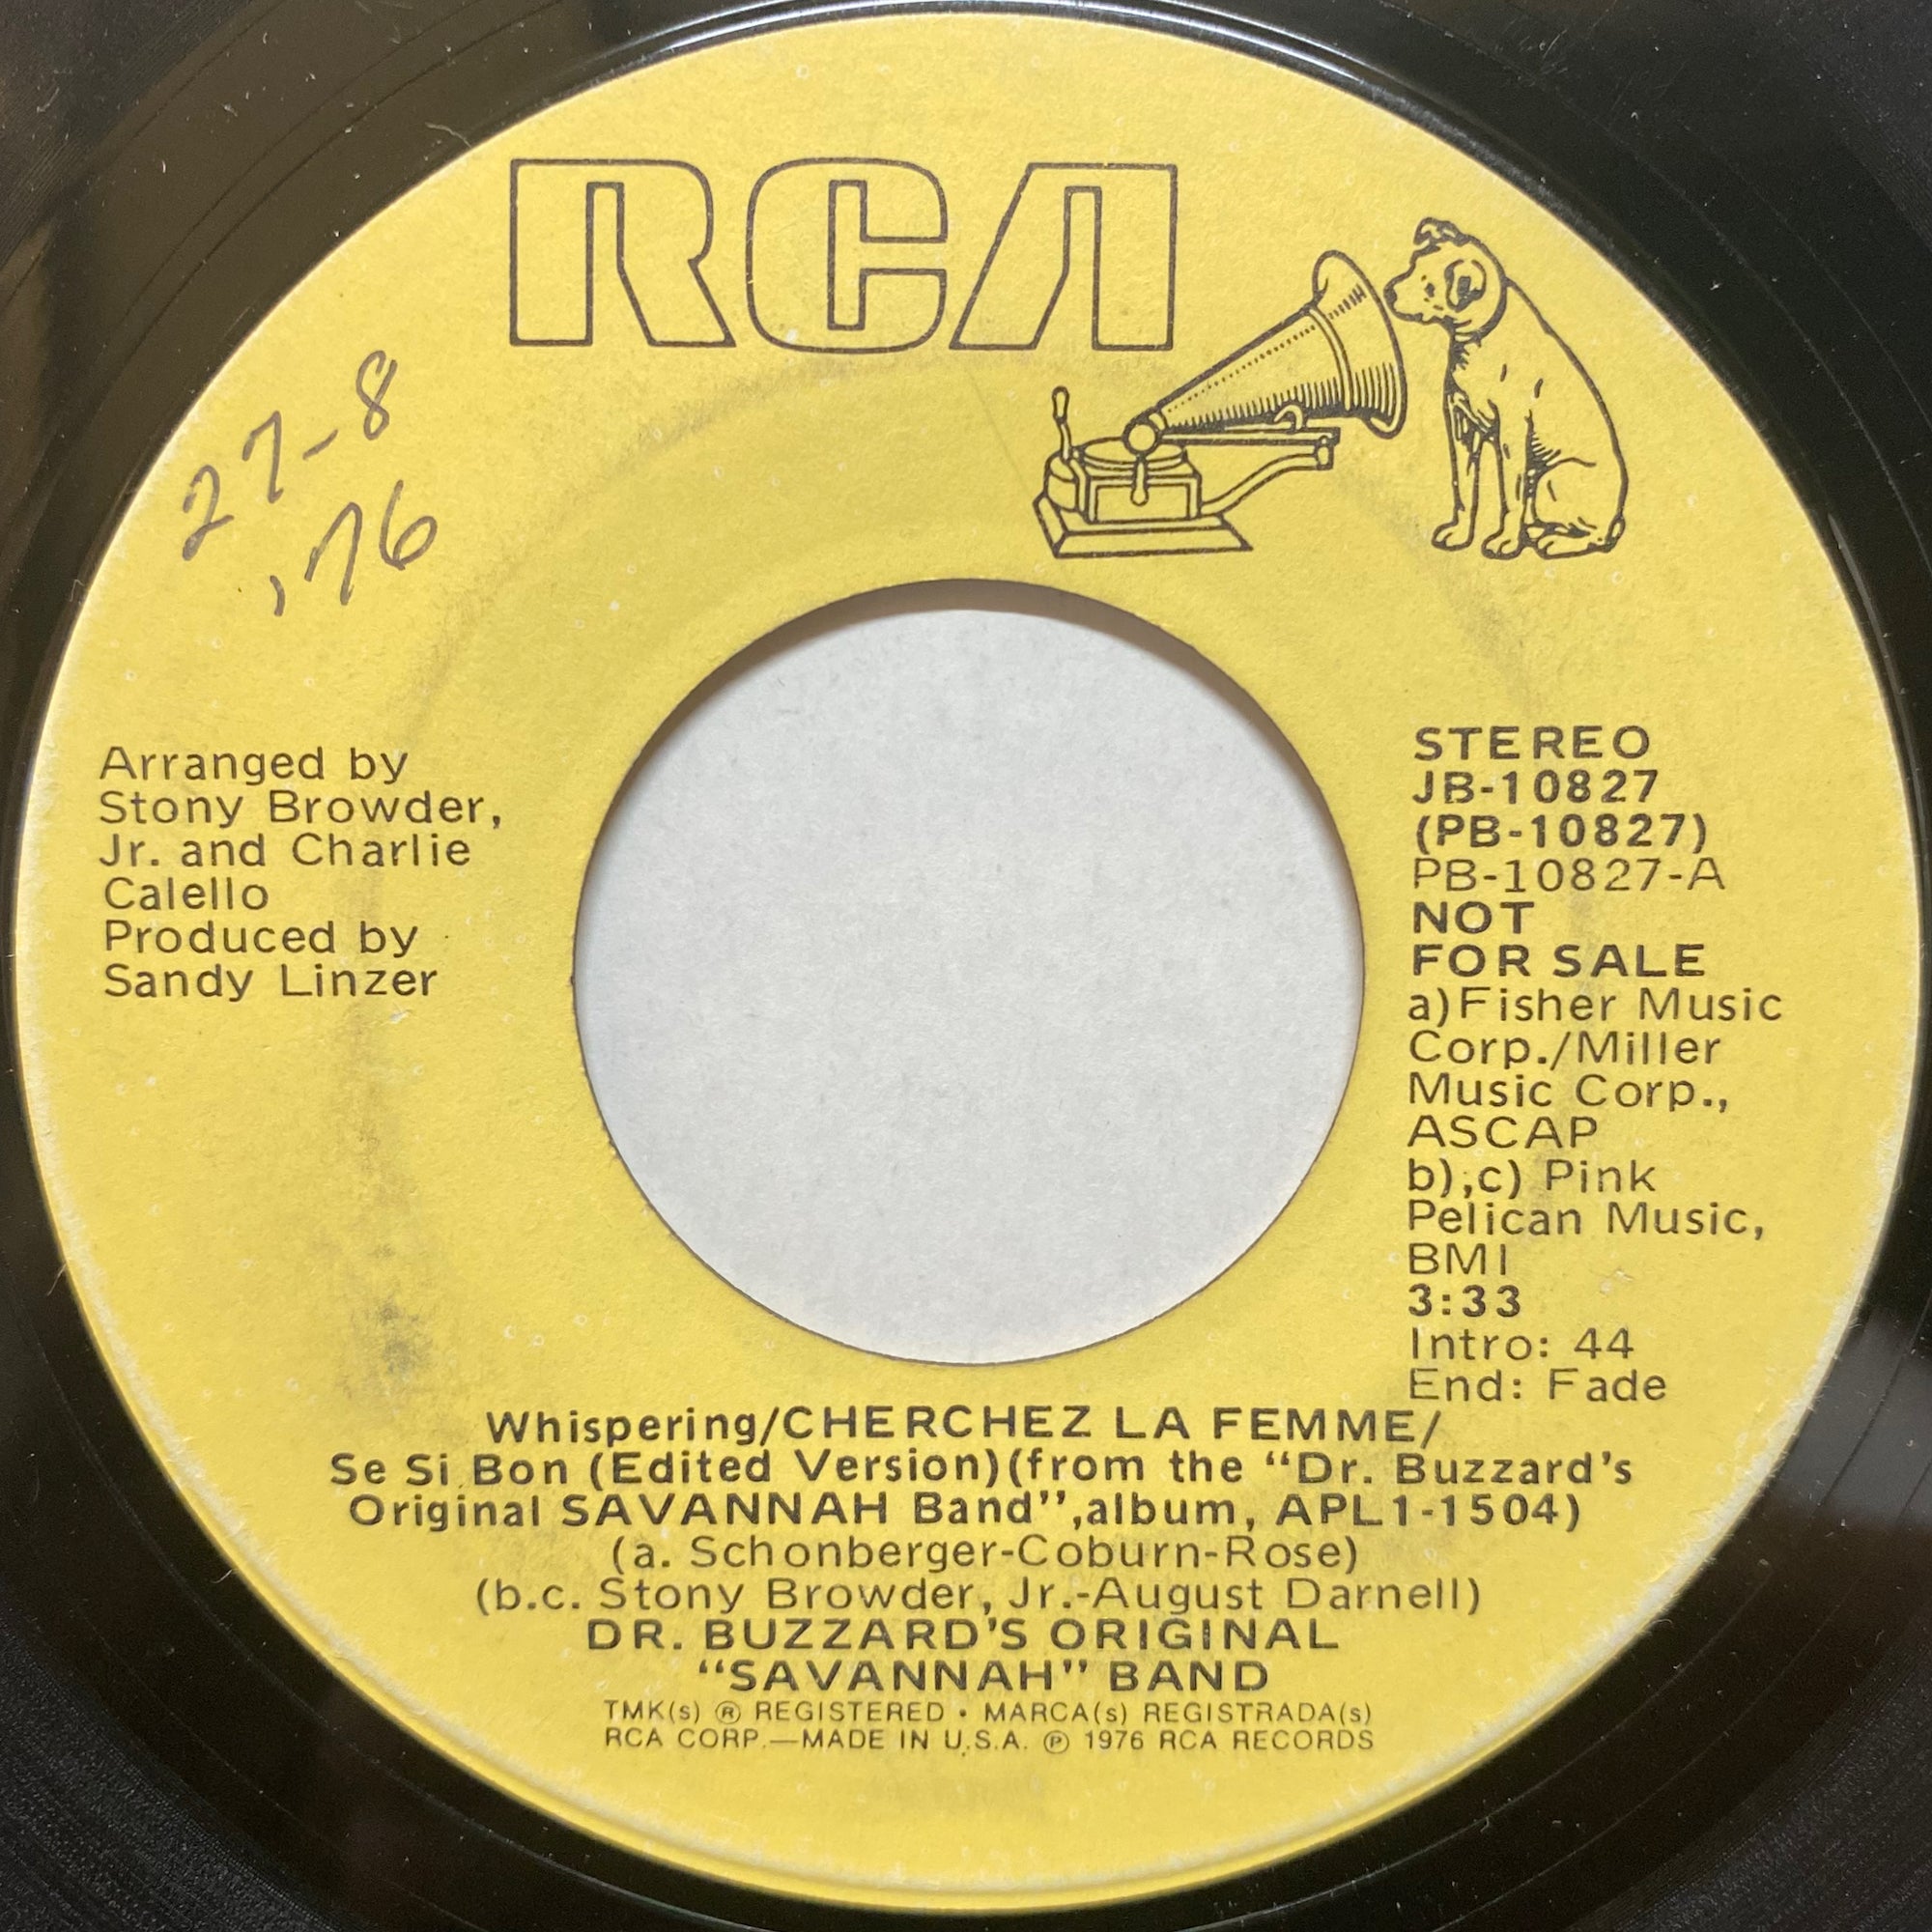 RCA
27-8
'76
Arranged by
Stony Browder,
Jr. and Charlie
Calello
Produced by
Sandy Linzer
STEREO
JB-10827
(PB-10827)
PB-10827-A
NOT
FOR SALE
a)Fisher Music
Corp./Miller
Music Corp.,
ASCAP
b),c) Pink
Pelican Music,
BMI
3:33
Intro: 44
End: Fade
Whispering/CHERCHEZ LA FEMME/
Se Si Bon (Edited Version)(from the “Dr. Buzzard’s
Original SAVANNAH Band”,album, APL1-1504)
(a. Schonberger-Coburn-Rose)
(b.c. Stony Browder, Jr.-August Darnell)
DR. BUZZARD’S ORIGINAL
“SAVANNAH” BAND
TMK(s) ® REGISTERED • MARCA(s) REGISTRADA(s)
RCA CORP.—MADE IN U.S.A. ℗ 1976 RCA RECORDS